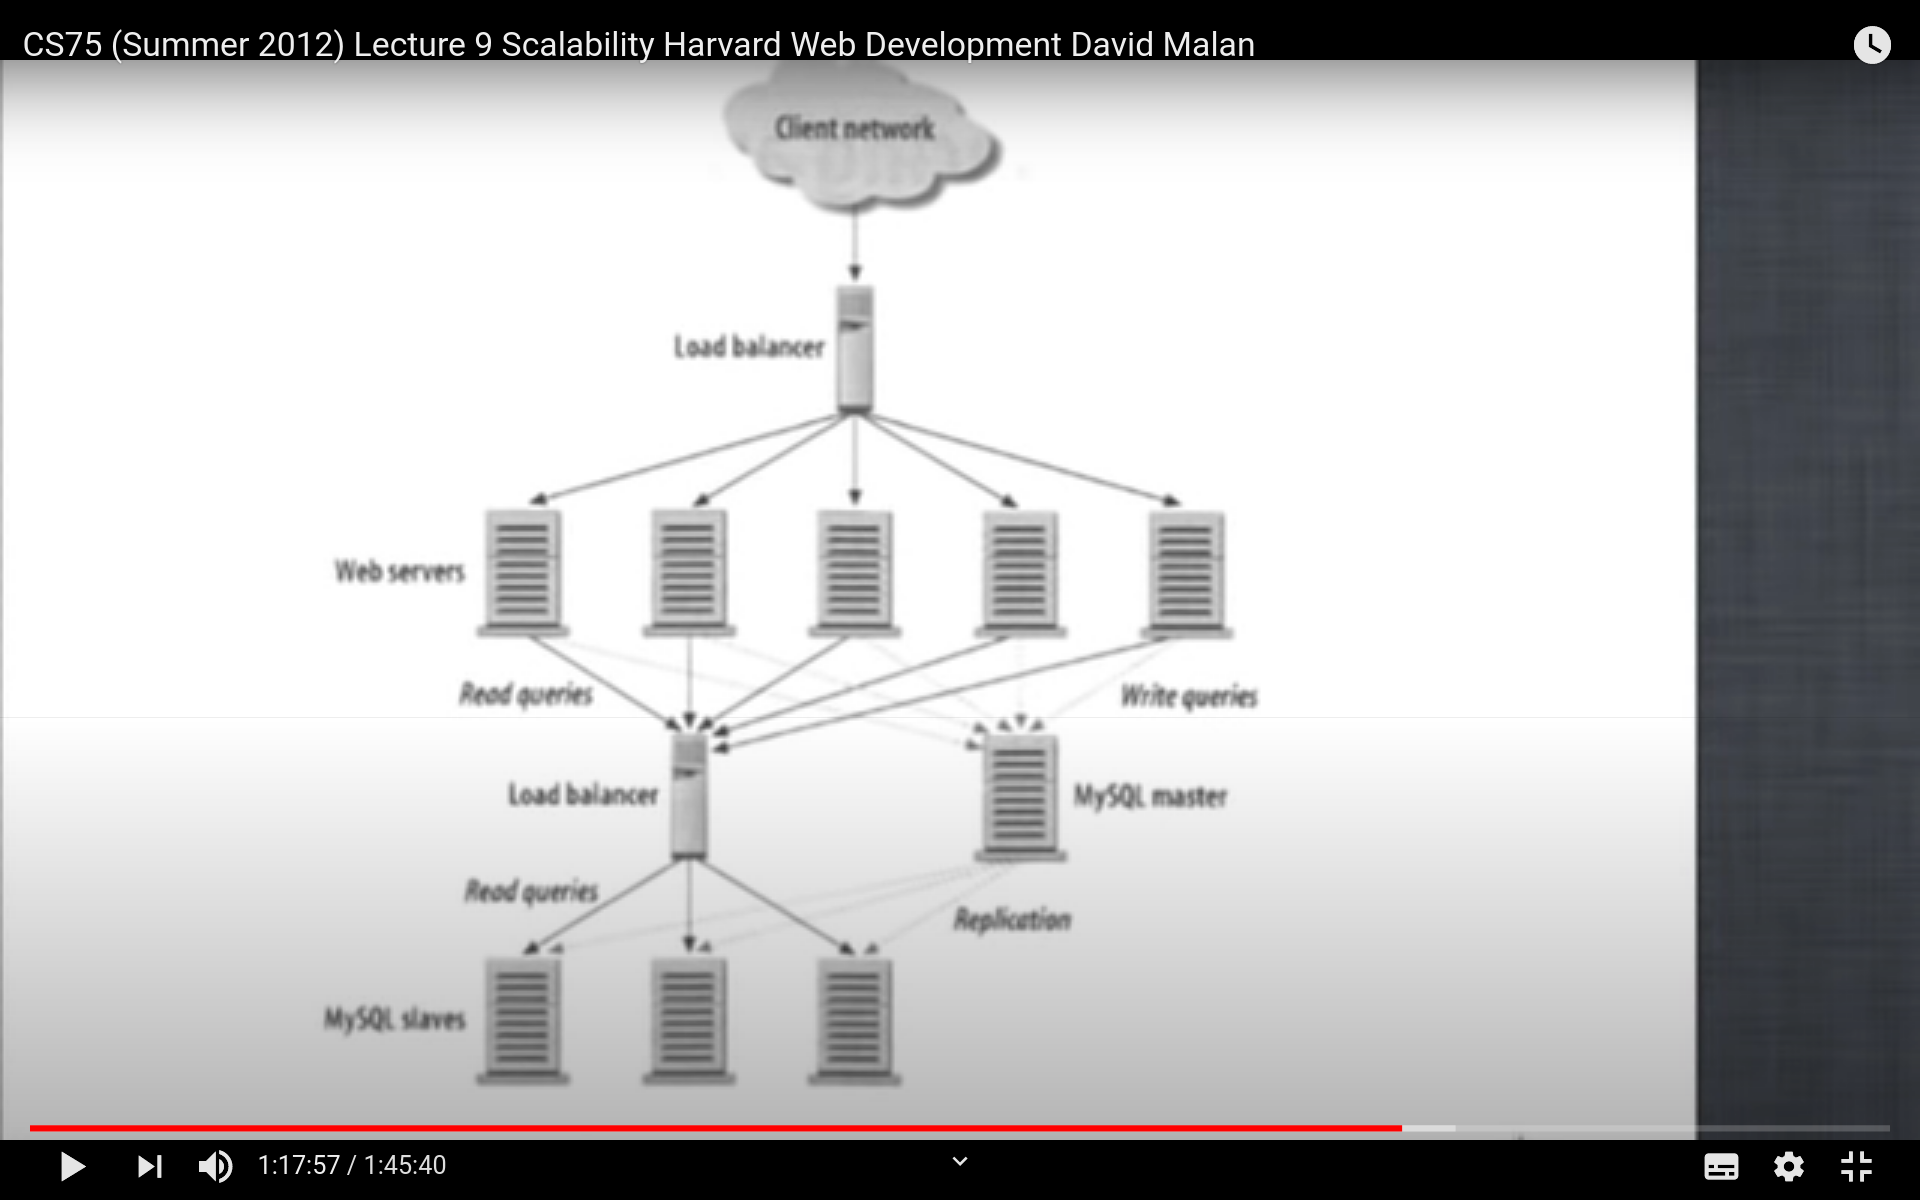 CS75 (Summer 2012) Lecture 9 Scalability Harvard Web Development David Malan
Client network
Load balancer
Web servers
Read queries
Write queries
Load balancer
MySQL master
Read queries
Replication
MySQL slaves
1:17:57 / 1:45:40